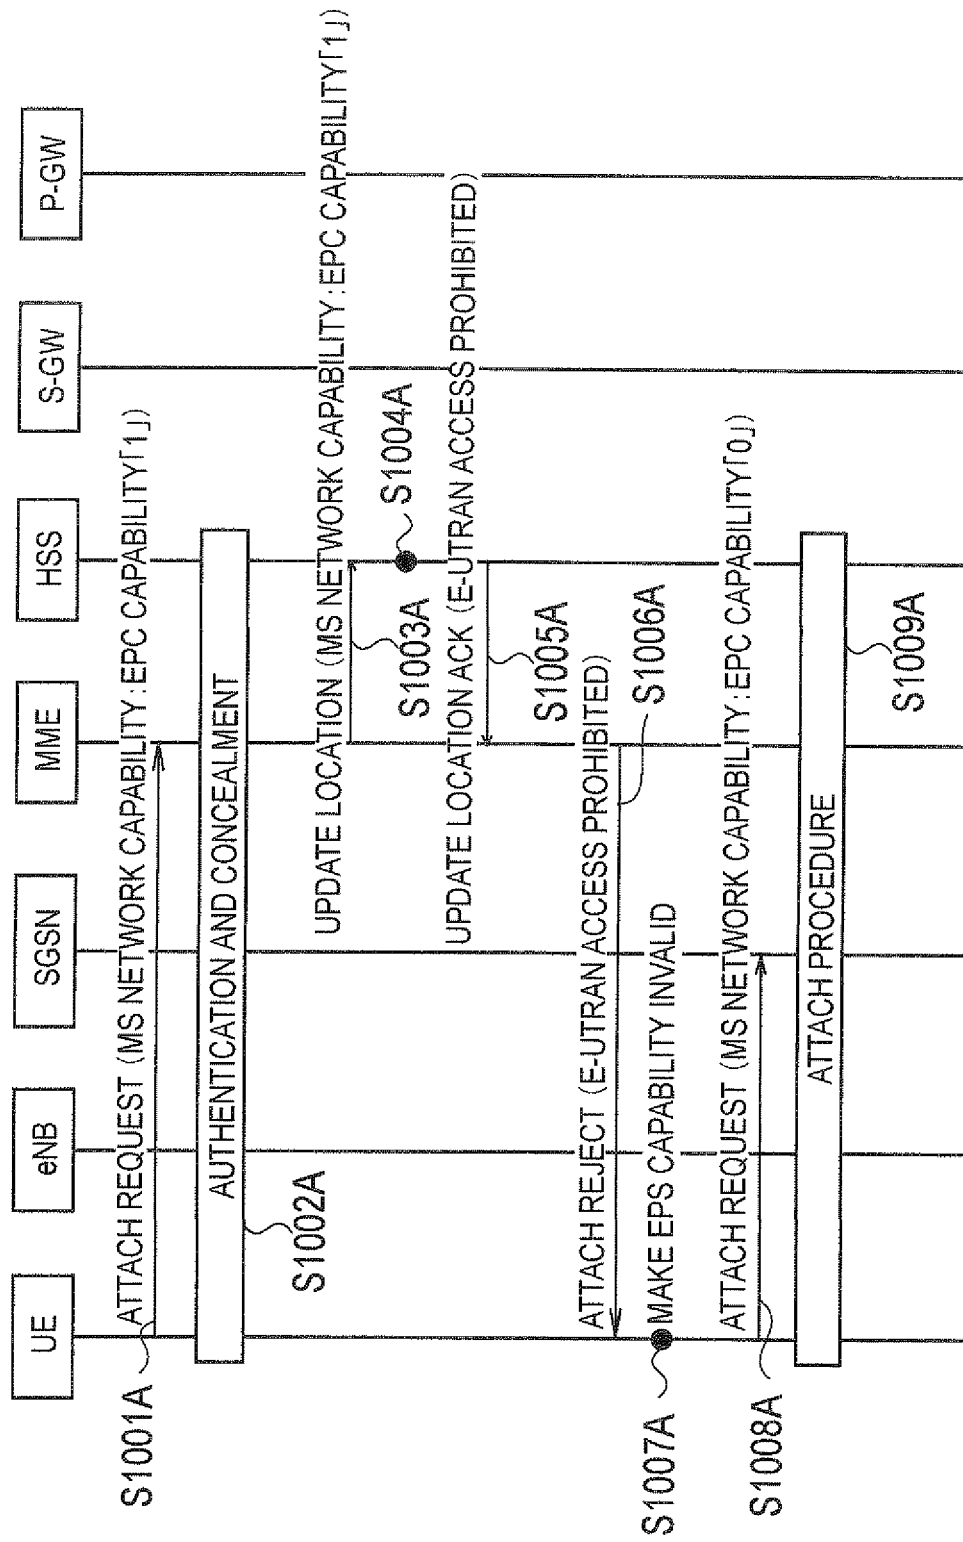 UE
eNB
SGSN
MME
HSS
S-GW
P-GW
S1001A
ATTACH REQUEST (MS NETWORK CAPABILITY:EPC CAPABILITY「1」)
AUTHENTICATION AND CONCEALMENT
S1002A
UPDATE LOCATION (MS NETWORK CAPABILITY:EPC CAPABILITY「1」)
S1003A
S1004A
UPDATE LOCATION ACK (E-UTRAN ACCESS PROHIBITED)
S1005A
ATTACH REJECT (E-UTRAN ACCESS PROHIBITED)
S1006A
S1007A
MAKE EPS CAPABILITY INVALID
ATTACH REQUEST (MS NETWORK CAPABILITY:EPC CAPABILITY「0」)
S1008A
ATTACH PROCEDURE
S1009A